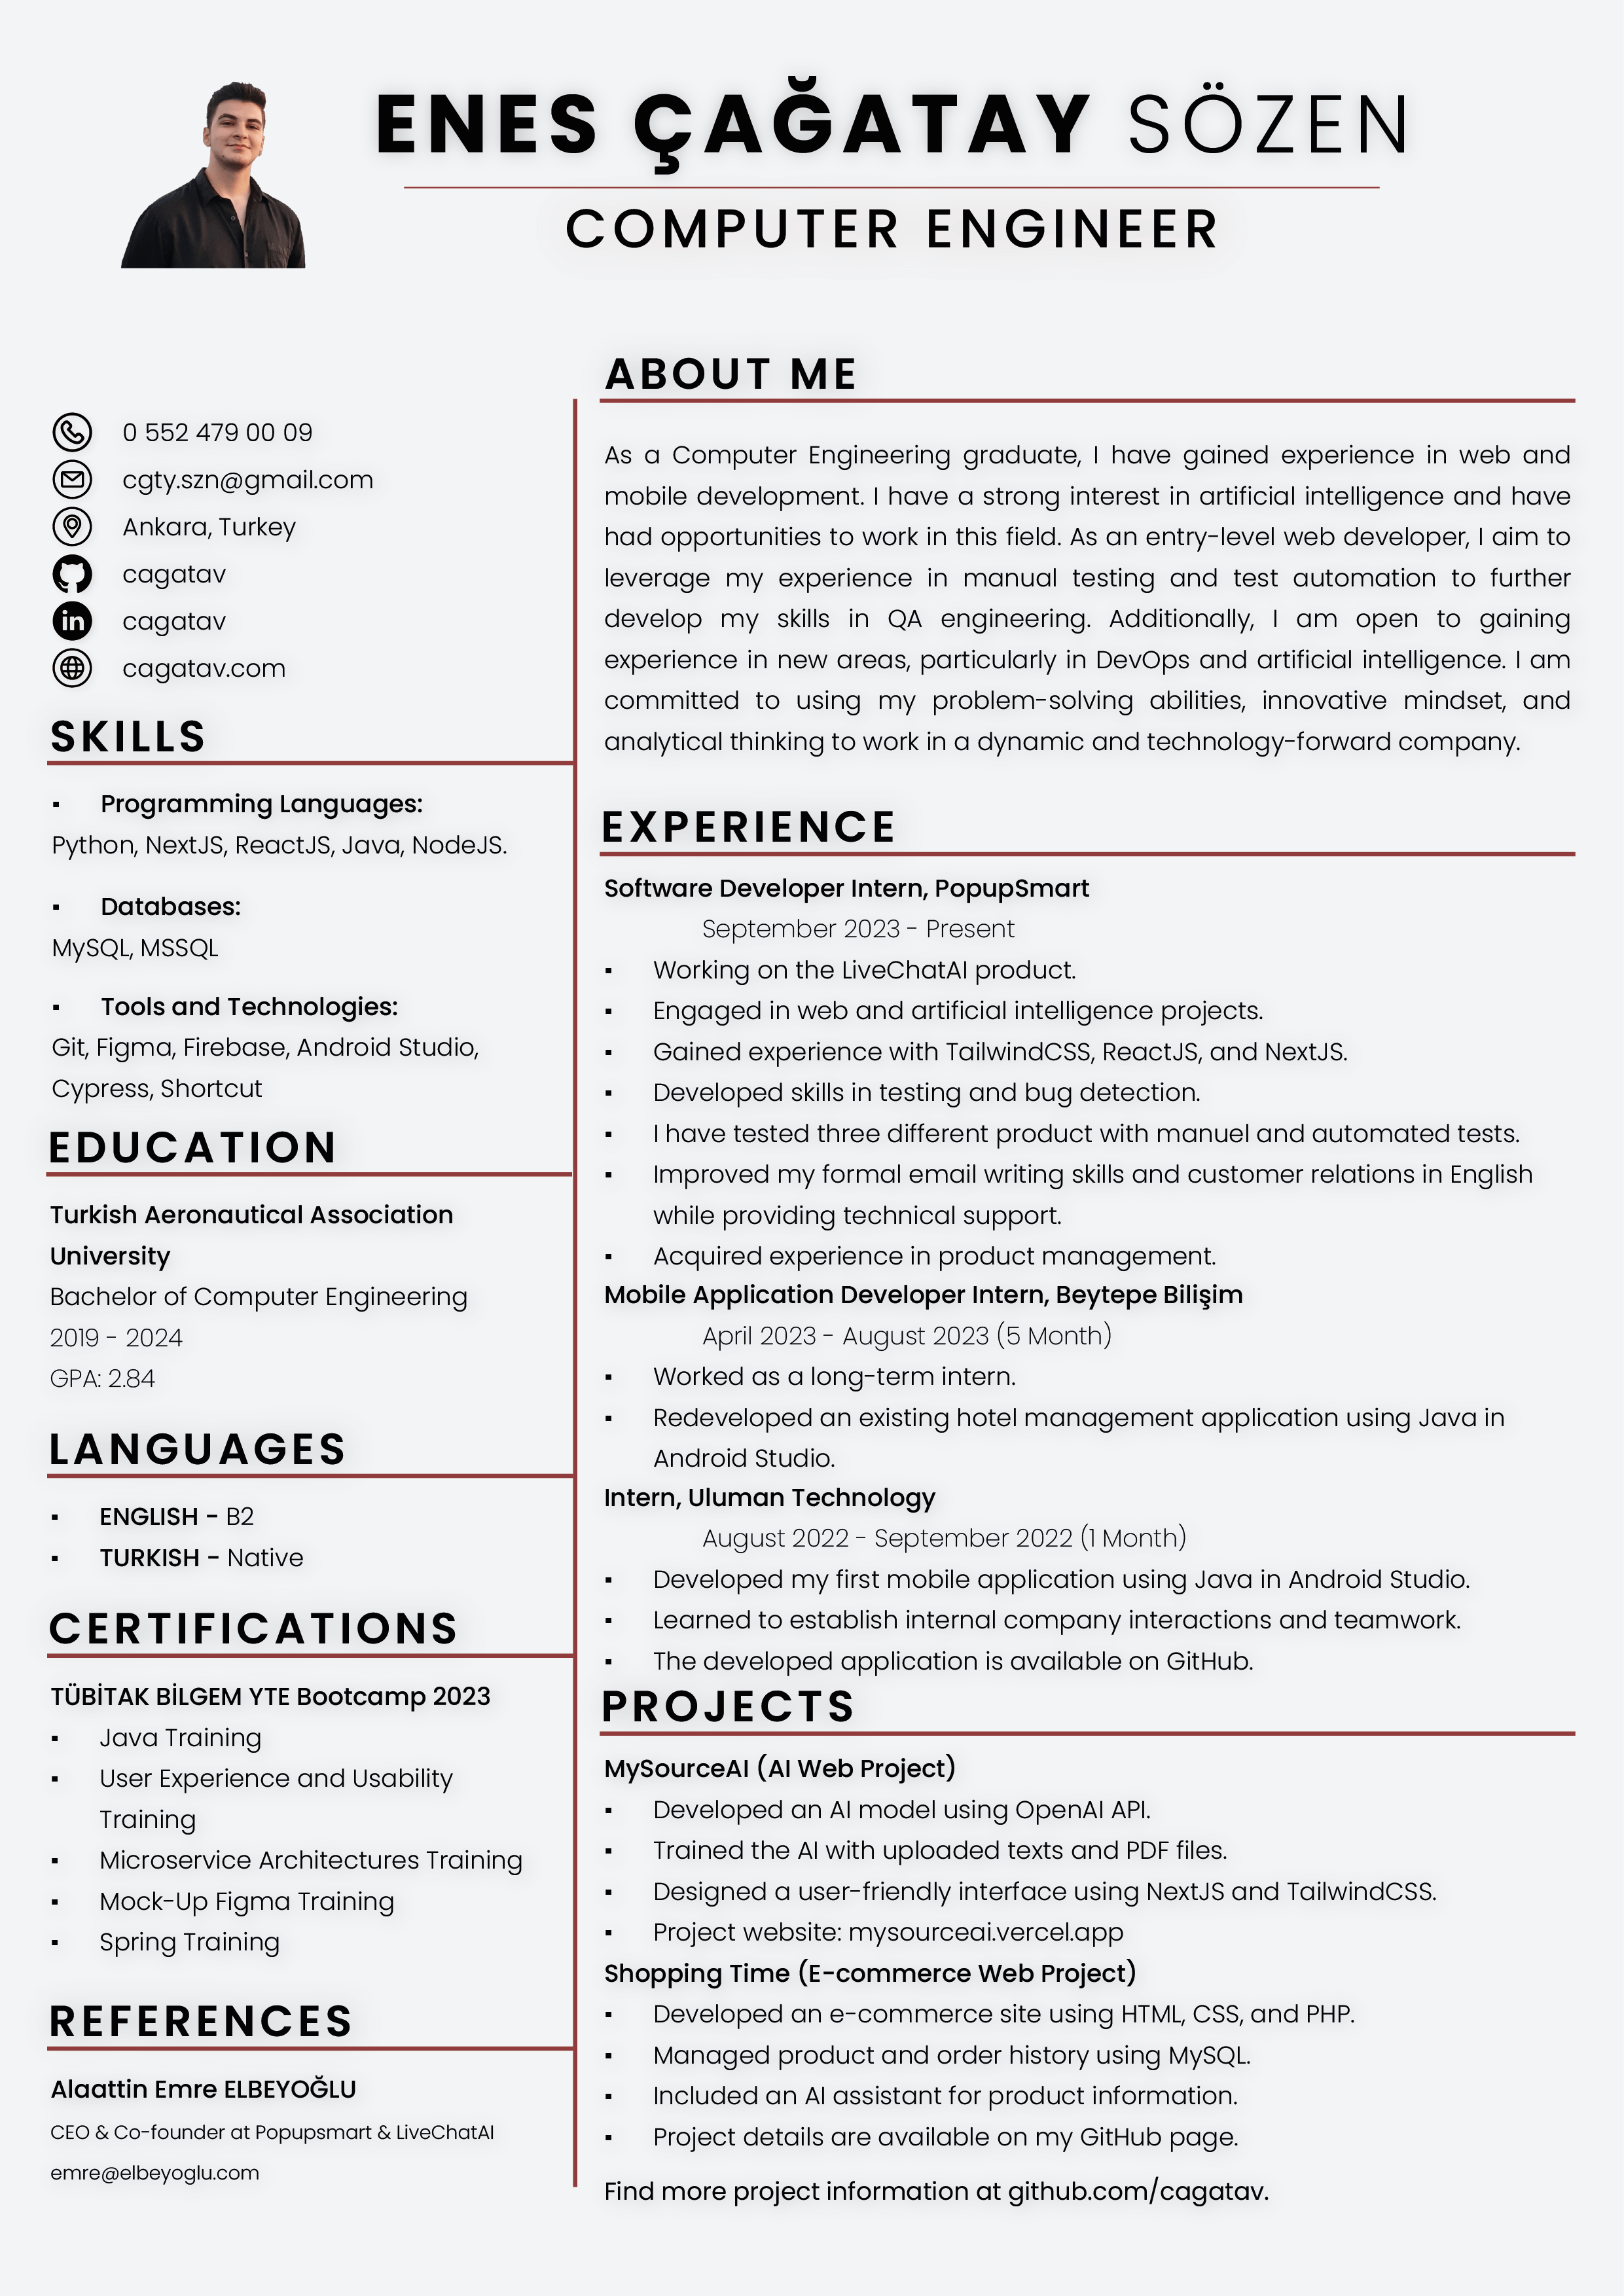 ENES ÇAĞATAY SÖZEN
COMPUTER ENGINEER
0 552 479 00 09
cgty.szn@gmail.com
Ankara, Turkey
cagatav
in cagatav
cagatav.com
SKILLS
▪ Programming Languages:
Python, NextJS, ReactJS, Java, NodeJS.
▪ Databases:
MySQL, MSSQL
▪ Tools and Technologies:
Git, Figma, Firebase, Android Studio,
Cypress, Shortcut
EDUCATION
Turkish Aeronautical Association
University
Bachelor of Computer Engineering
2019 - 2024
GPA: 2.84
LANGUAGES
▪ ENGLISH - B2
▪ TURKISH - Native
CERTIFICATIONS
TÜBİTAK BİLGEM YTE Bootcamp 2023
▪ Java Training
▪ User Experience and Usability
Training
▪ Microservice Architectures Training
▪ Mock-Up Figma Training
▪ Spring Training
REFERENCES
Alaattin Emre ELBEYOĞLU
CEO & Co-founder at Popupsmart & LiveChatAI
emre@elbeyoglu.com
ABOUT ME
As a Computer Engineering graduate, I have gained experience in web and
mobile development. I have a strong interest in artificial intelligence and have
had opportunities to work in this field. As an entry-level web developer, I aim to
leverage my experience in manual testing and test automation to further
develop my skills in QA engineering. Additionally, I am open to gaining
experience in new areas, particularly in DevOps and artificial intelligence. I am
committed to using my problem-solving abilities, innovative mindset, and
analytical thinking to work in a dynamic and technology-forward company.
EXPERIENCE
Software Developer Intern, PopupSmart
September 2023 - Present
▪ Working on the LiveChatAI product.
▪ Engaged in web and artificial intelligence projects.
▪ Gained experience with TailwindCSS, ReactJS, and NextJS.
▪ Developed skills in testing and bug detection.
▪ I have tested three different product with manuel and automated tests.
▪ Improved my formal email writing skills and customer relations in English
while providing technical support.
▪ Acquired experience in product management.
Mobile Application Developer Intern, Beytepe Bilişim
April 2023 - August 2023 (5 Month)
▪ Worked as a long-term intern.
▪ Redeveloped an existing hotel management application using Java in
Android Studio.
Intern, Uluman Technology
August 2022 - September 2022 (1 Month)
▪ Developed my first mobile application using Java in Android Studio.
▪ Learned to establish internal company interactions and teamwork.
▪ The developed application is available on GitHub.
PROJECTS
MySourceAI (AI Web Project)
▪ Developed an AI model using OpenAI API.
▪ Trained the AI with uploaded texts and PDF files.
▪ Designed a user-friendly interface using NextJS and TailwindCSS.
▪ Project website: mysourceai.vercel.app
Shopping Time (E-commerce Web Project)
▪ Developed an e-commerce site using HTML, CSS, and PHP.
▪ Managed product and order history using MySQL.
▪ Included an AI assistant for product information.
▪ Project details are available on my GitHub page.
Find more project information at github.com/cagatav.